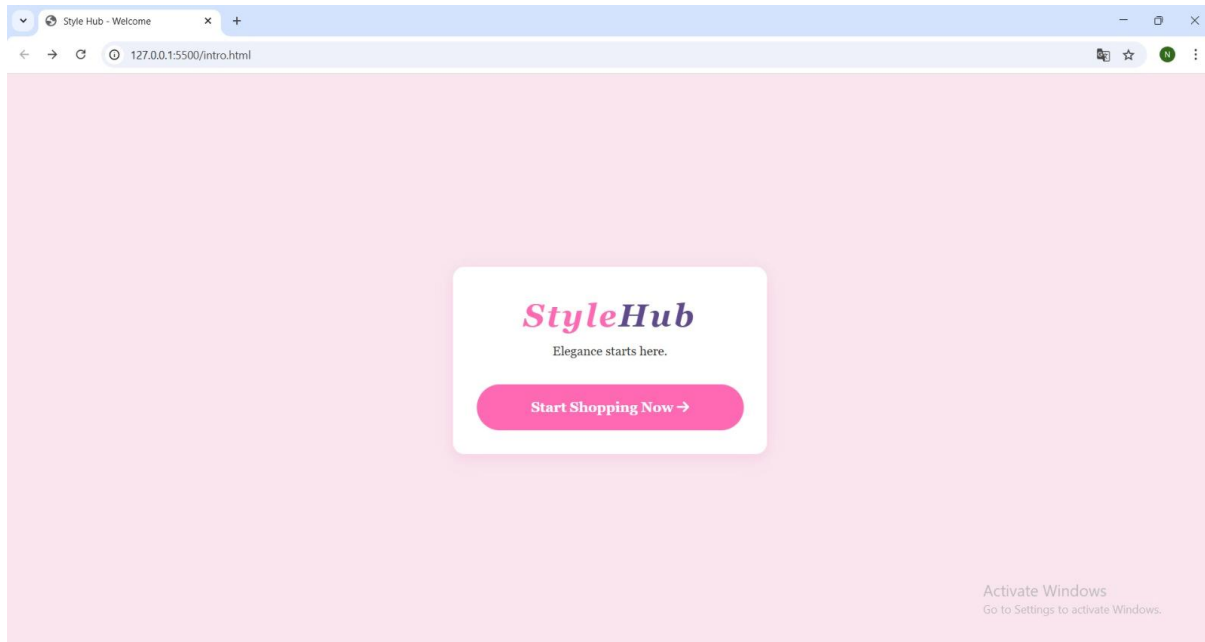 Style Hub - Welcome
127.0.0.1:5500/intro.html
N
StyleHub
Elegance starts here.
Start Shopping Now →
Activate Windows
Go to Settings to activate Windows.